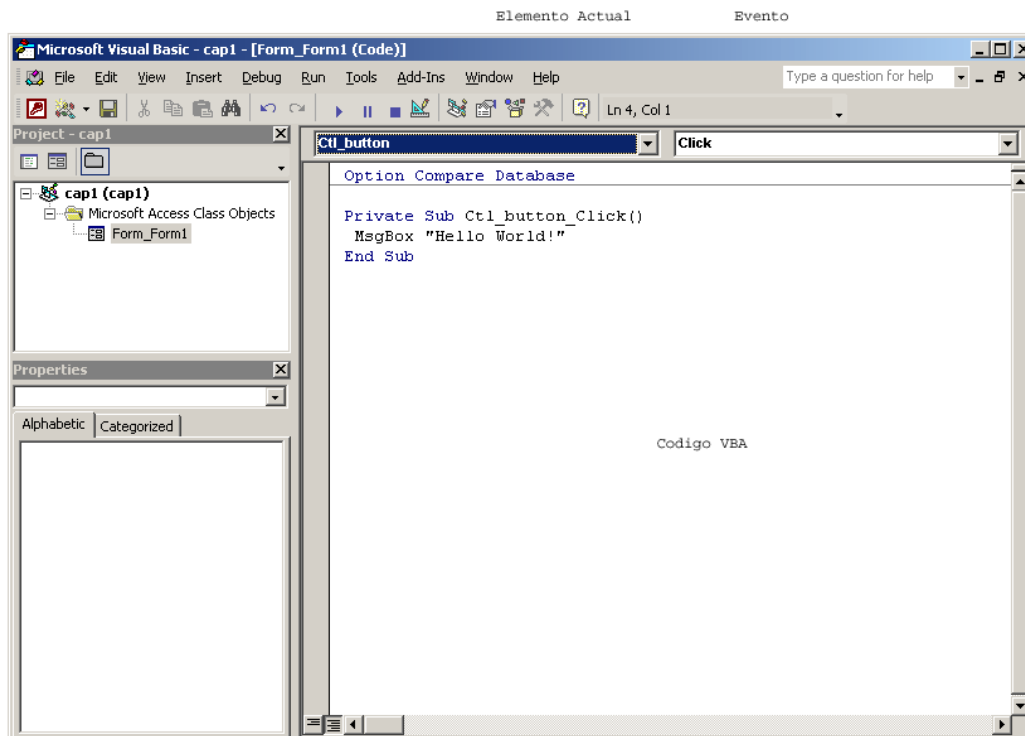 Elemento Actual Evento
Microsoft Visual Basic - cap1 - [Form_Form1 (Code)]
File Edit View Insert Debug Run Tools Add-Ins Window Help Type a question for help
Ln 4, Col 1
Project - cap1
Ctl_button Click
Option Compare Database
cap1 (cap1)
Microsoft Access Class Objects
Form_Form1
Private Sub Ctl_button_Click()
MsgBox "Hello World!"
End Sub
Properties
Alphabetic Categorized
Codigo VBA